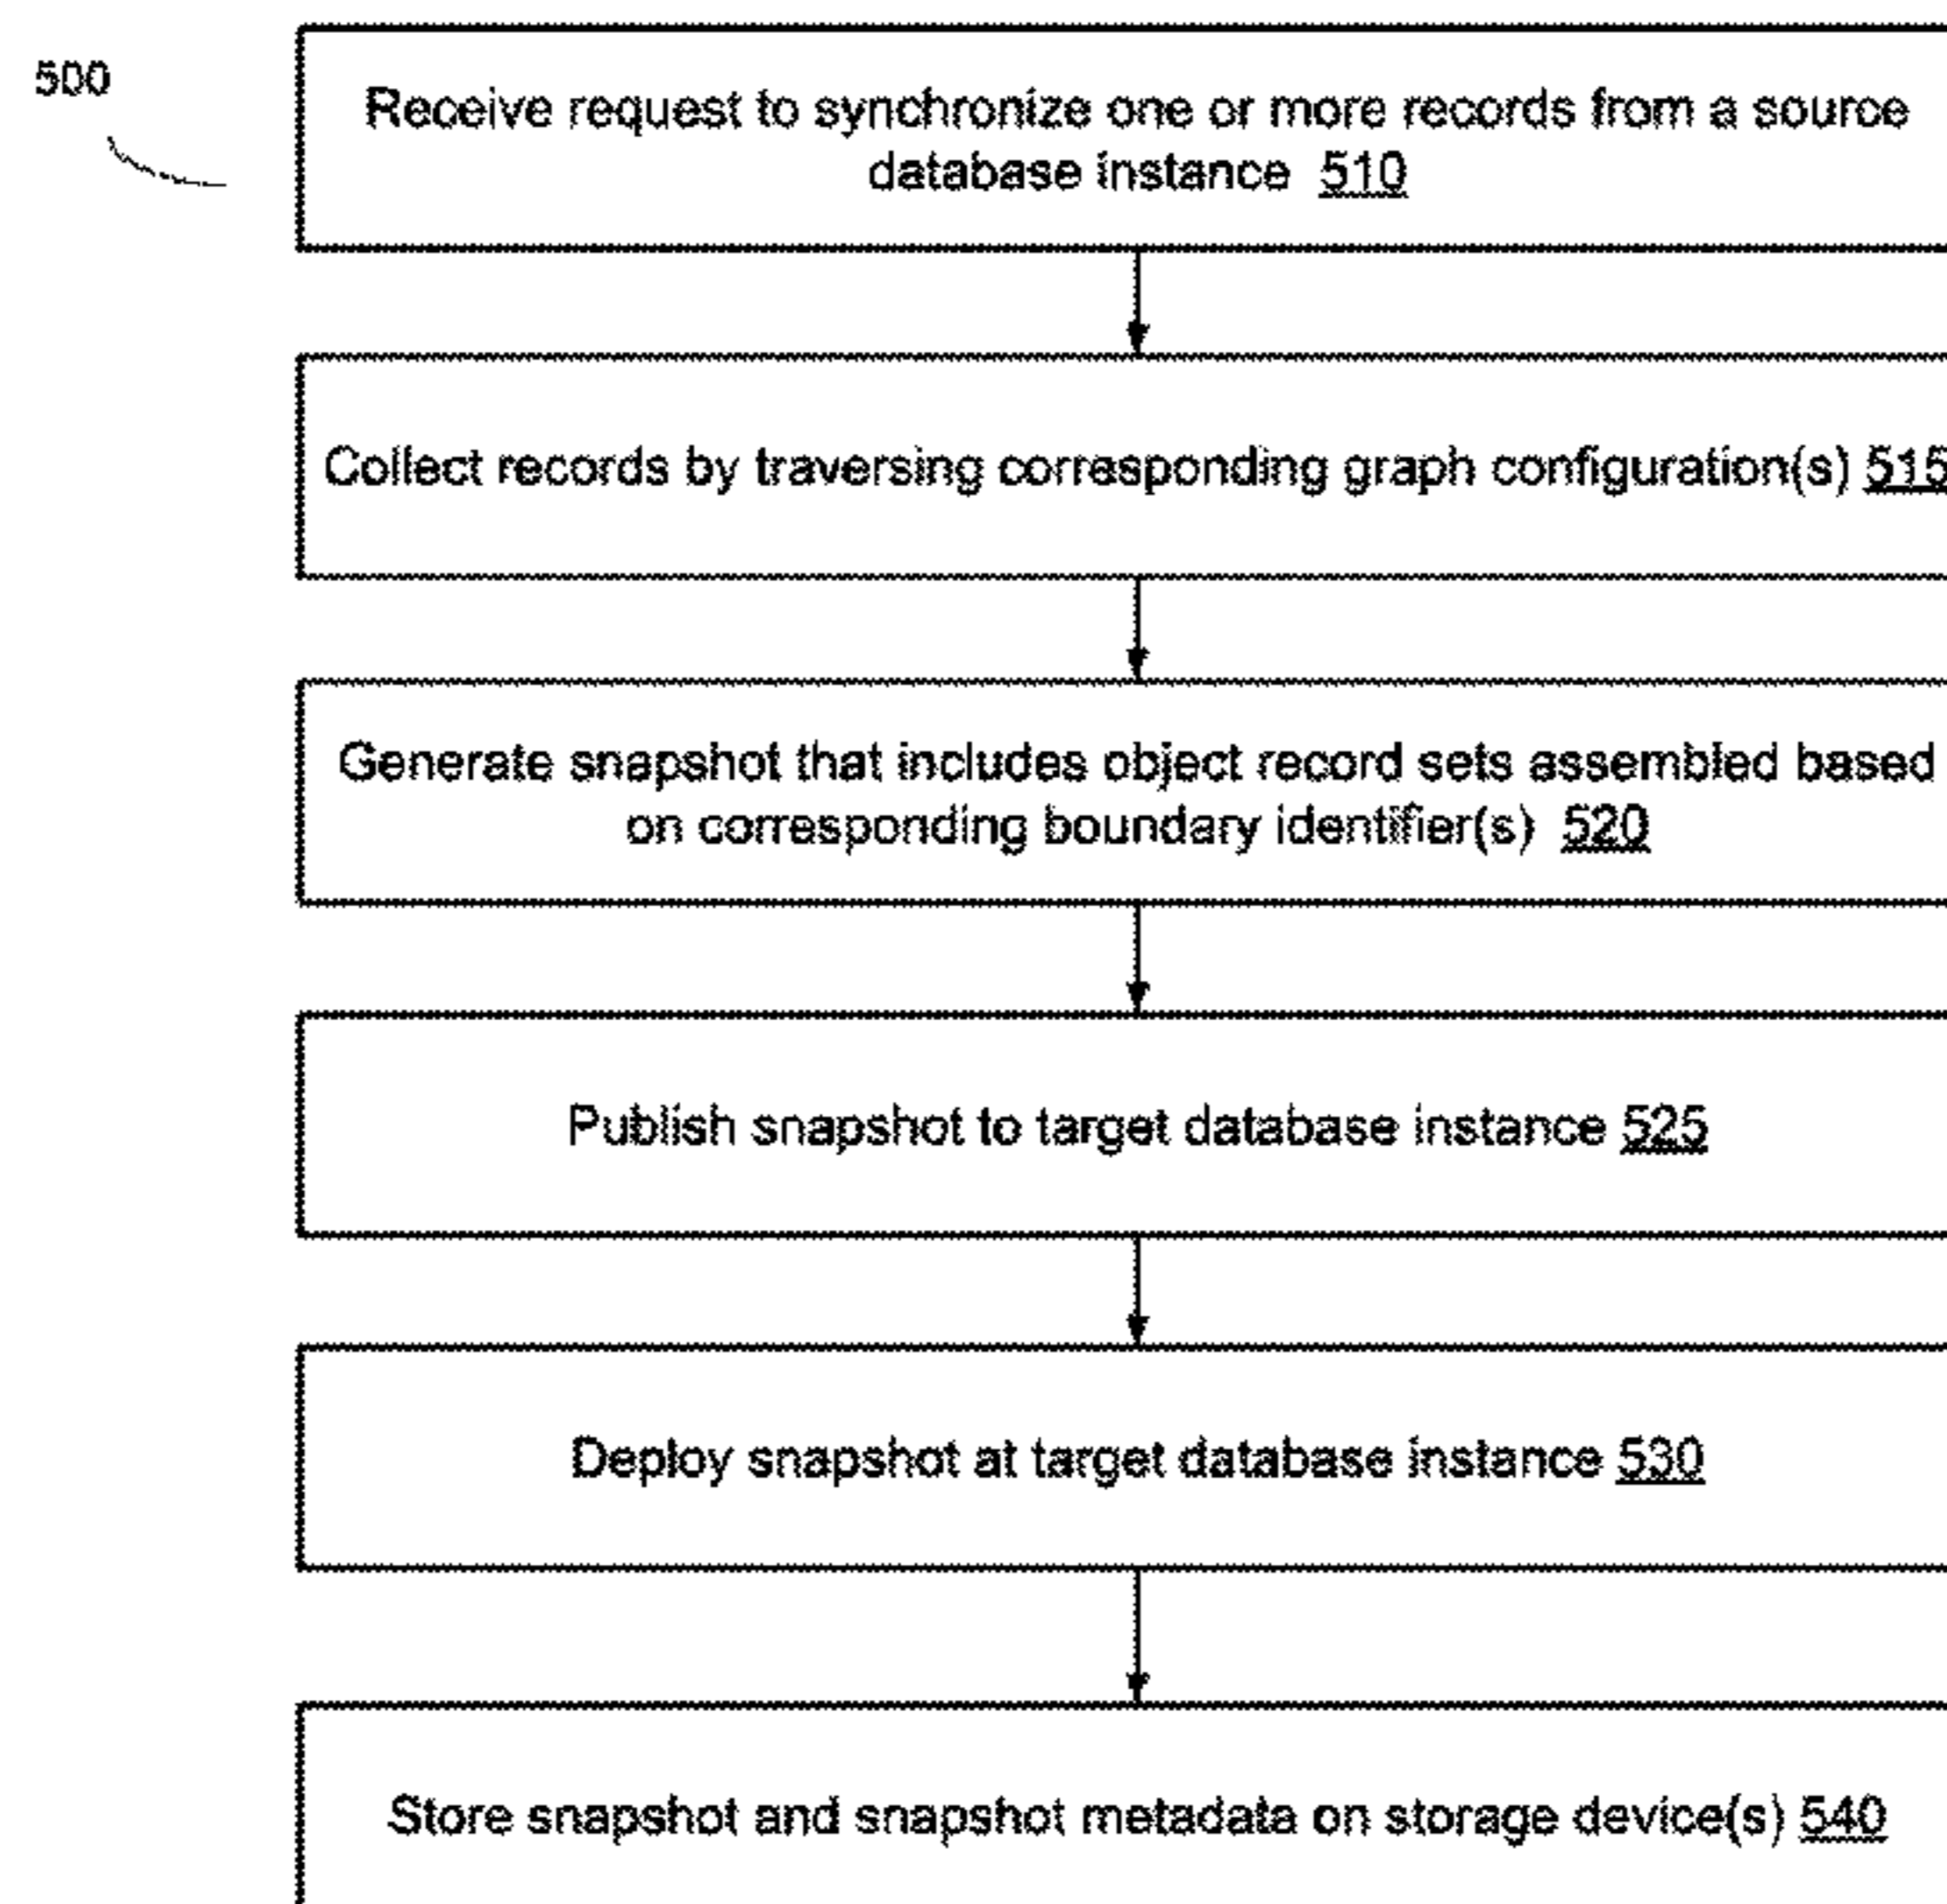 500
Receive request to synchronize one or more records from a source
database instance 510
Collect records by traversing corresponding graph configuration(s) 515
Generate snapshot that includes object record sets assembled based
on corresponding boundary identifier(s) 520
Publish snapshot to target database instance 525
Deploy snapshot at target database instance 530
Store snapshot and snapshot metadata on storage device(s) 540